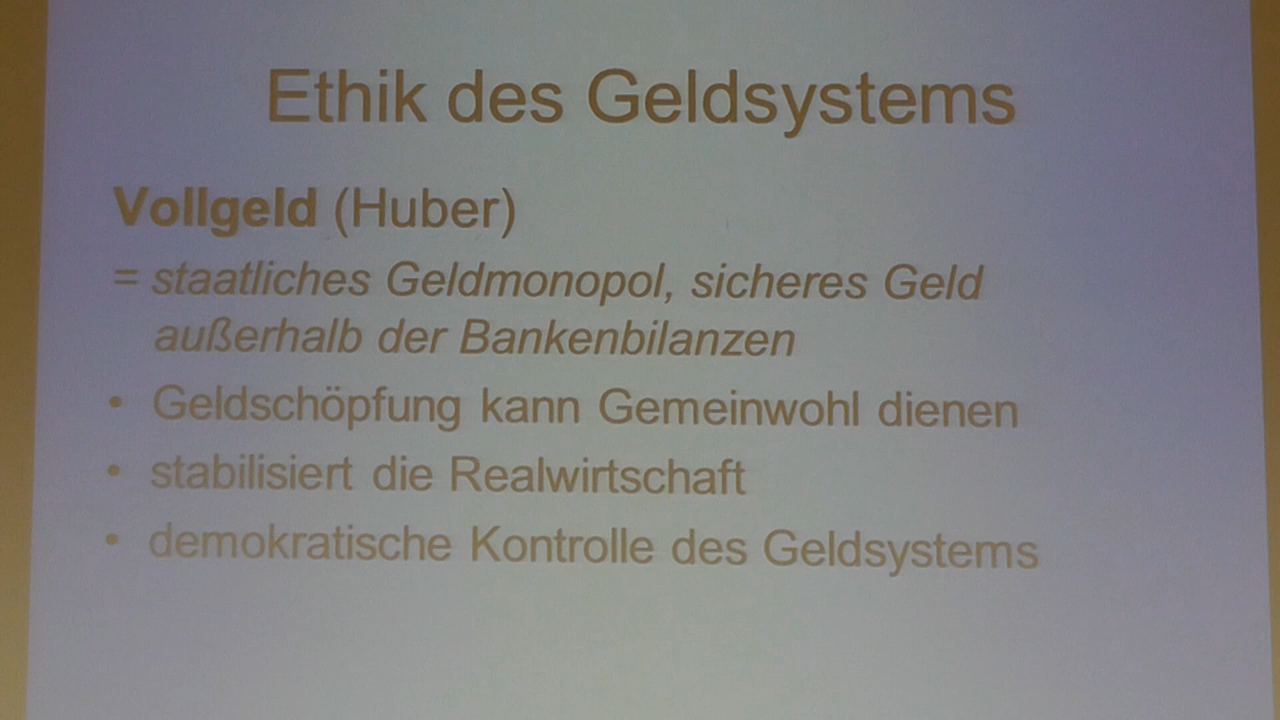 Ethik des Geldsystems
Vollgeld (Huber)
= staatliches Geldmonopol, sicheres Geld
außerhalb der Bankenbilanzen
• Geldschöpfung kann Gemeinwohl dienen
• stabilisiert die Realwirtschaft
• demokratische Kontrolle des Geldsystems